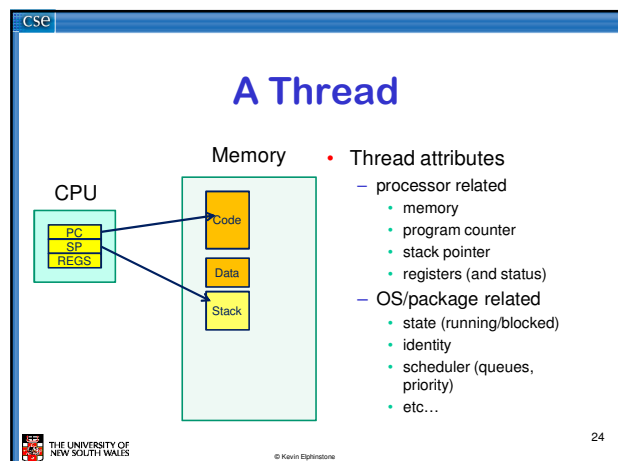 cse
A Thread
Memory
CPU
PC
SP
REGS
Code
Data
Stack
• Thread attributes
– processor related
• memory
• program counter
• stack pointer
• registers (and status)
– OS/package related
• state (running/blocked)
• identity
• scheduler (queues,
priority)
• etc…
THE UNIVERSITY OF
NEW SOUTH WALES
© Kevin Elphinstone
24